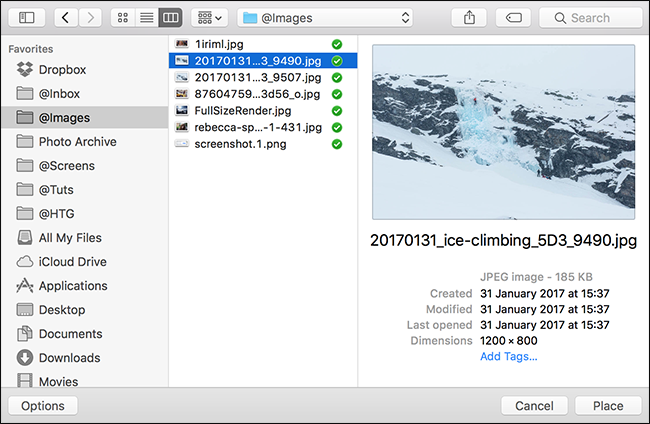 @Images
Search
Favorites
Dropbox
@Inbox
@Images
Photo Archive
@Screens
@Tuts
@HTG
All My Files
iCloud Drive
Applications
Desktop
Documents
Downloads
Movies
1iriml.jpg
20170131...3_9490.jpg
20170131...3_9507.jpg
87604759...3d56_o.jpg
FullSizeRender.jpg
rebecca-sp...-1-431.jpg
screenshot.1.png
20170131_ice-climbing_5D3_9490.jpg
JPEG image - 185 KB
Created 31 January 2017 at 15:37
Modified 31 January 2017 at 15:37
Last opened 31 January 2017 at 15:37
Dimensions 1200 × 800
Add Tags...
Options
Cancel
Place